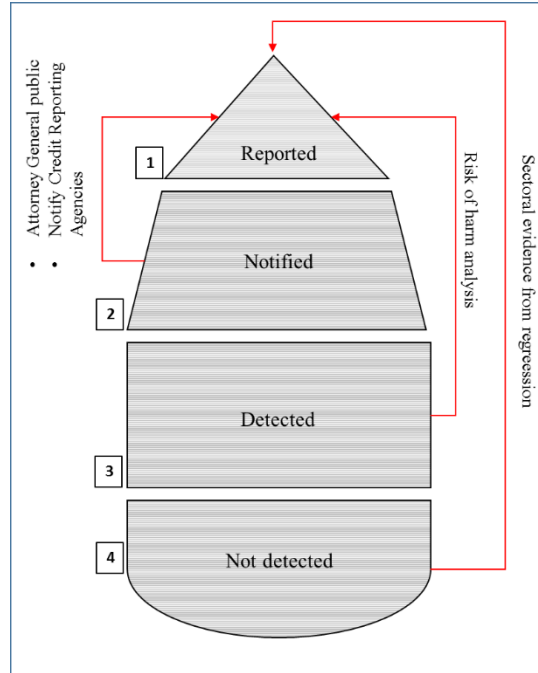 • Attorney General public
• Notify Credit Reporting
Agencies
1
Reported
Notified
2
Detected
3
4
Not detected
Risk of harm analysis
Sectoral evidence from regreession